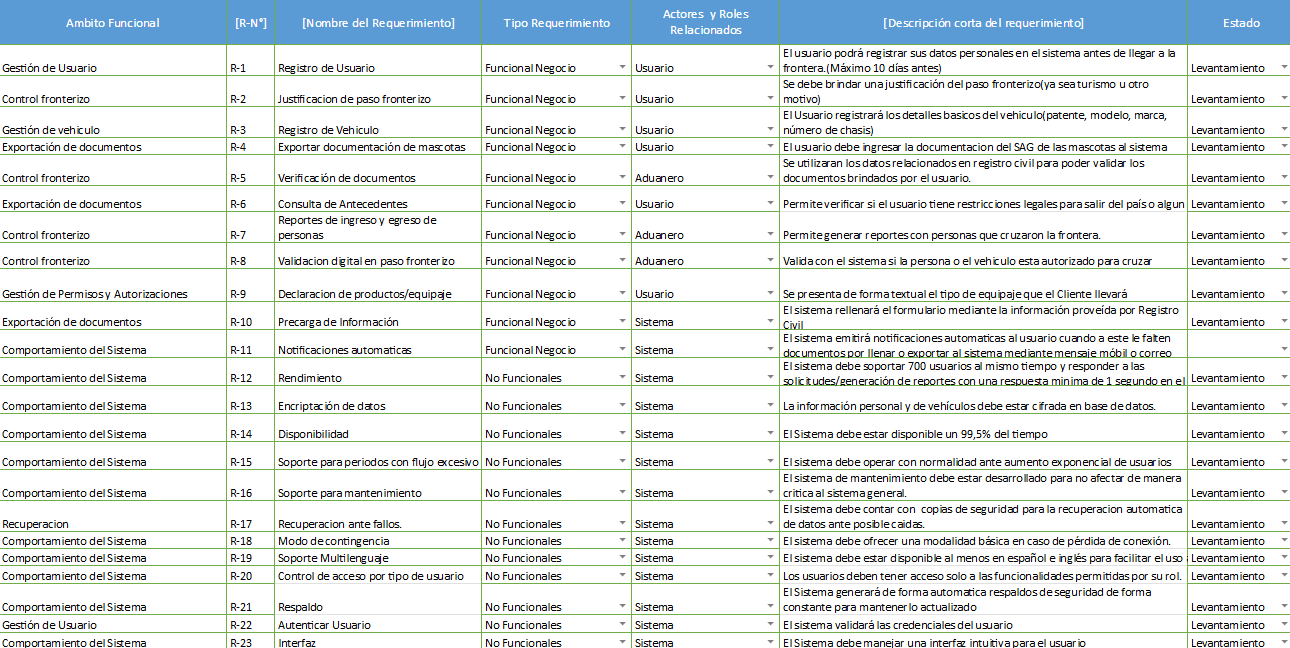 Ambito Funcional [R-N°] [Nombre del Requerimiento] Tipo Requerimiento Actores y Roles Relacionados [Descripción corta del requerimiento] Estado
Gestión de Usuario R-1 Registro de Usuario Funcional Negocio Usuario El usuario podrá registrar sus datos personales en el sistema antes de llegar a la frontera.(Máximo 10 días antes) Levantamiento
Control fronterizo R-2 Justificacion de paso fronterizo Funcional Negocio Usuario Se debe brindar una justificación del paso fronterizo(ya sea turismo u otro motivo) Levantamiento
Gestión de vehiculo R-3 Registro de Vehiculo Funcional Negocio Usuario El Usuario registrará los detalles basicos del vehiculo(patente, modelo, marca, número de chasis) Levantamiento
Exportación de documentos R-4 Exportar documentación de mascotas Funcional Negocio Usuario El usuario debe ingresar la documentacion del SAG de las mascotas al sistema Levantamiento
Control fronterizo R-5 Verificación de documentos Funcional Negocio Aduanero Se utilizaran los datos relacionados en registro civil para poder validar los documentos brindados por el usuario. Levantamiento
Exportación de documentos R-6 Consulta de Antecedentes Funcional Negocio Usuario Permite verificar si el usuario tiene restricciones legales para salir del país o algun Levantamiento
Control fronterizo R-7 Reportes de ingreso y egreso de personas Funcional Negocio Aduanero Permite generar reportes con personas que cruzaron la frontera. Levantamiento
Control fronterizo R-8 Validacion digital en paso fronterizo Funcional Negocio Aduanero Valida con el sistema si la persona o el vehiculo esta autorizado para cruzar Levantamiento
Gestión de Permisos y Autorizaciones R-9 Declaracion de productos/equipaje Funcional Negocio Usuario Se presenta de forma textual el tipo de equipaje que el Cliente llevará Levantamiento
Exportación de documentos R-10 Precarga de Información Funcional Negocio Sistema El sistema rellenará el formulario mediante la información proveída por Registro Civil Levantamiento
Comportamiento del Sistema R-11 Notificaciones automaticas Funcional Negocio Sistema El sistema emitirá notificaciones automaticas al usuario cuando a este le falten documentos por llenar o exportar al sistema mediante mensaje móbil o correo
Comportamiento del Sistema R-12 Rendimiento No Funcionales Sistema El sistema debe soportar 700 usuarios al mismo tiempo y responder a las solicitudes/generación de reportes con una respuesta minima de 1 segundo en el Levantamiento
Comportamiento del Sistema R-13 Encriptación de datos No Funcionales Sistema La información personal y de vehículos debe estar cifrada en base de datos. Levantamiento
Comportamiento del Sistema R-14 Disponibilidad No Funcionales Sistema El Sistema debe estar disponible un 99,5% del tiempo Levantamiento
Comportamiento del Sistema R-15 Soporte para periodos con flujo excesivo No Funcionales Sistema El sistema debe operar con normalidad ante aumento exponencial de usuarios Levantamiento
Comportamiento del Sistema R-16 Soporte para mantenimiento No Funcionales Sistema El sistema de mantenimiento debe estar desarrollado para no afectar de manera critica al sistema general. Levantamiento
Recuperacion R-17 Recuperacion ante fallos. No Funcionales Sistema El sistema debe contar con copias de seguridad para la recuperacion automatica de datos ante posible caidas. Levantamiento
Comportamiento del Sistema R-18 Modo de contingencia No Funcionales Sistema El sistema debe ofrecer una modalidad básica en caso de pérdida de conexión. Levantamiento
Comportamiento del Sistema R-19 Soporte Multilenguaje No Funcionales Sistema El sistema debe estar disponible al menos en español e inglés para facilitar el uso Levantamiento
Comportamiento del Sistema R-20 Control de acceso por tipo de usuario No Funcionales Sistema Los usuarios deben tener acceso solo a las funcionalidades permitidas por su rol. Levantamiento
Comportamiento del Sistema R-21 Respaldo No Funcionales Sistema El Sistema generará de forma automatica respaldos de seguridad de forma constante para mantenerlo actualizado Levantamiento
Gestión de Usuario R-22 Autenticar Usuario No Funcionales Sistema El sistema validará las credenciales del usuario Levantamiento
Comportamiento del Sistema R-23 Interfaz No Funcionales Sistema El Sistema debe manejar una interfaz intuitiva para el usuario Levantamiento